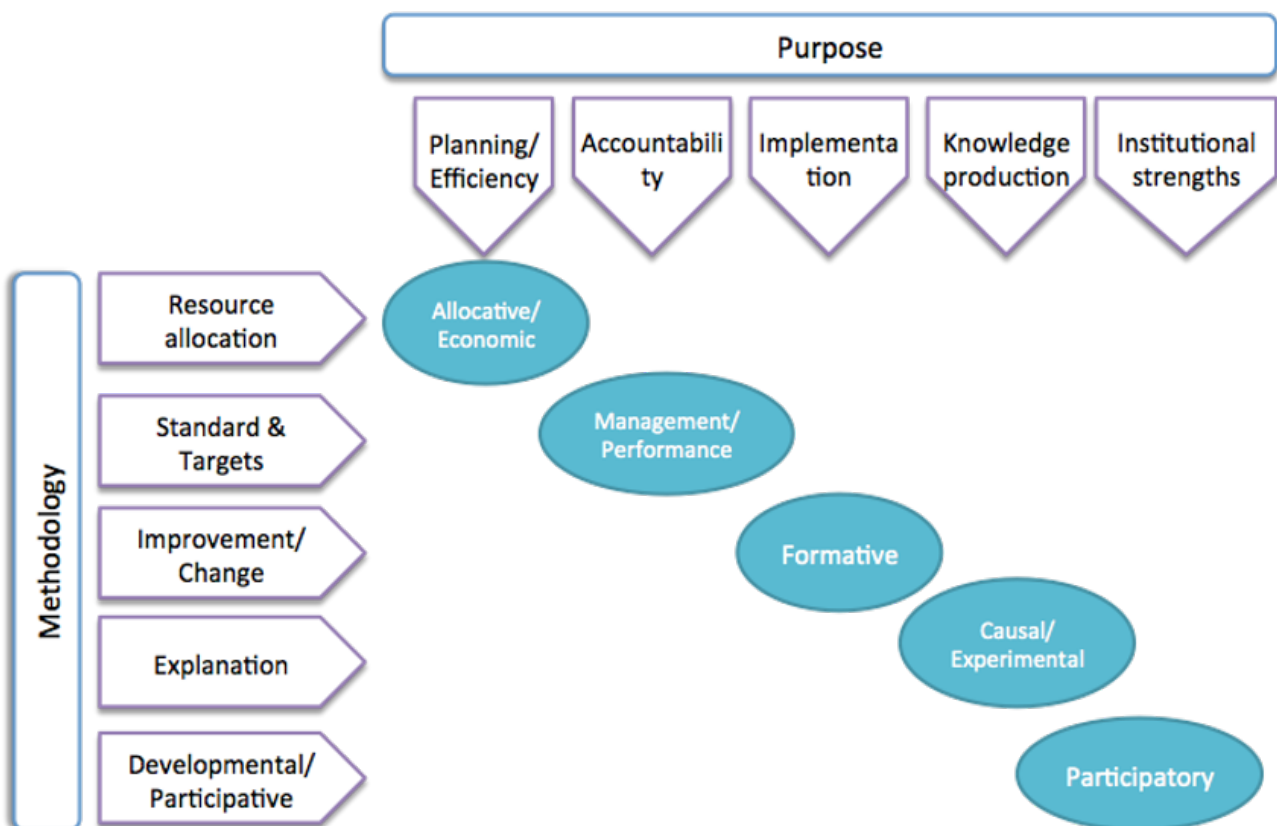 Purpose
Planning/
Efficiency
Accountabili
ty
Implementa
tion
Knowledge
production
Institutional
strengths
Methodology
Resource
allocation
Allocative/
Economic
Standard &
Targets
Management/
Performance
Improvement/
Change
Formative
Explanation
Causal/
Experimental
Developmental/
Participative
Participatory